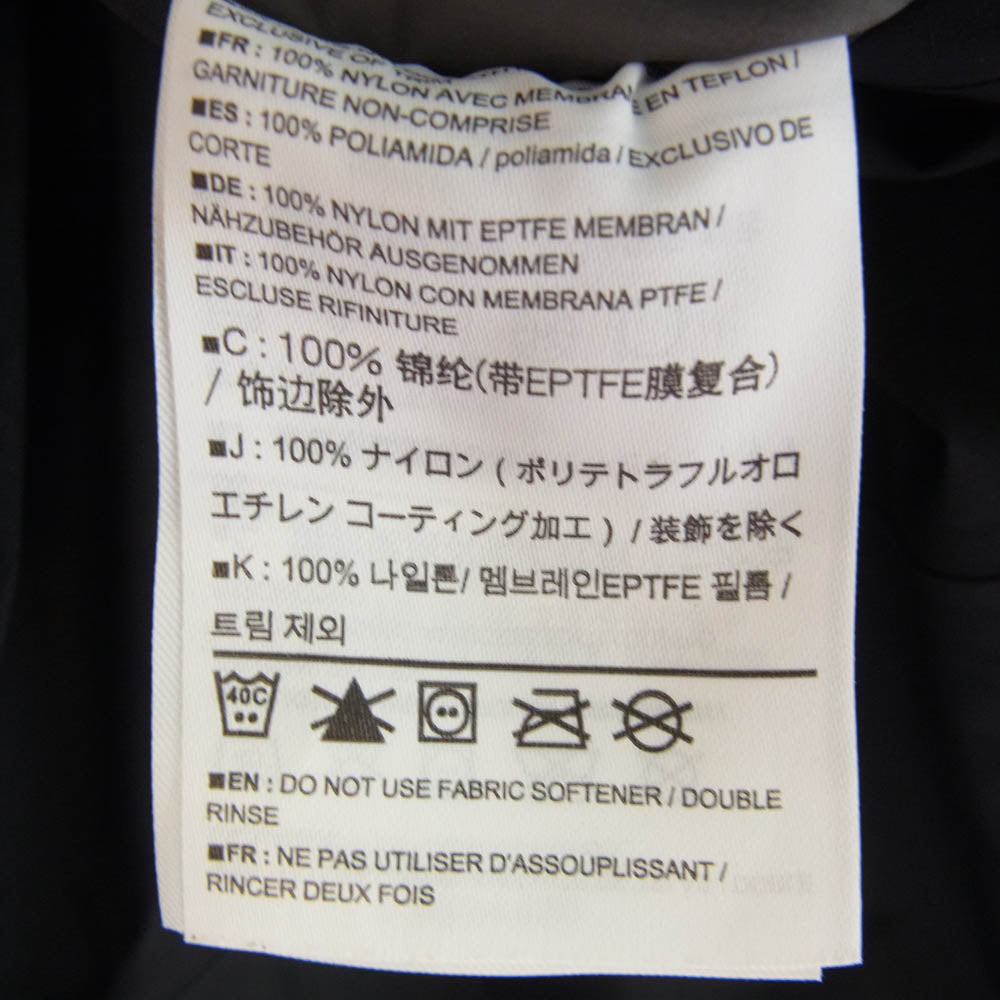 EXCLUSIVE OF TRIM
■FR : 100% NYLON AVEC EN TEFLON /
GARNITURE NON-COMPRISE
■ES : 100% POLIAMIDA / poliamida / EXCLUSIVO DE
CORTE
■DE : 100% NYLON MIT EPTFE MEMBRAN /
NÄHZUBEHÖR AUSGENOMMEN
■IT : 100% NYLON CON MEMBRANA PTFE /
ESCLUSE RIFINITURE
■C : 100% 锦纶(带EPTFE膜复合)
/ 饰边除外
■J : 100% ナイロン ( ポリテトラフルオロ
エチレン コーティング加工 ) / 装飾を除く
■K : 100% 나일론/ 멤브레인EPTFE 필름 /
트림 제외
40C
■EN : DO NOT USE FABRIC SOFTENER / DOUBLE
RINSE
■FR : NE PAS UTILISER D'ASSOUPLISSANT /
RINCER DEUX FOIS